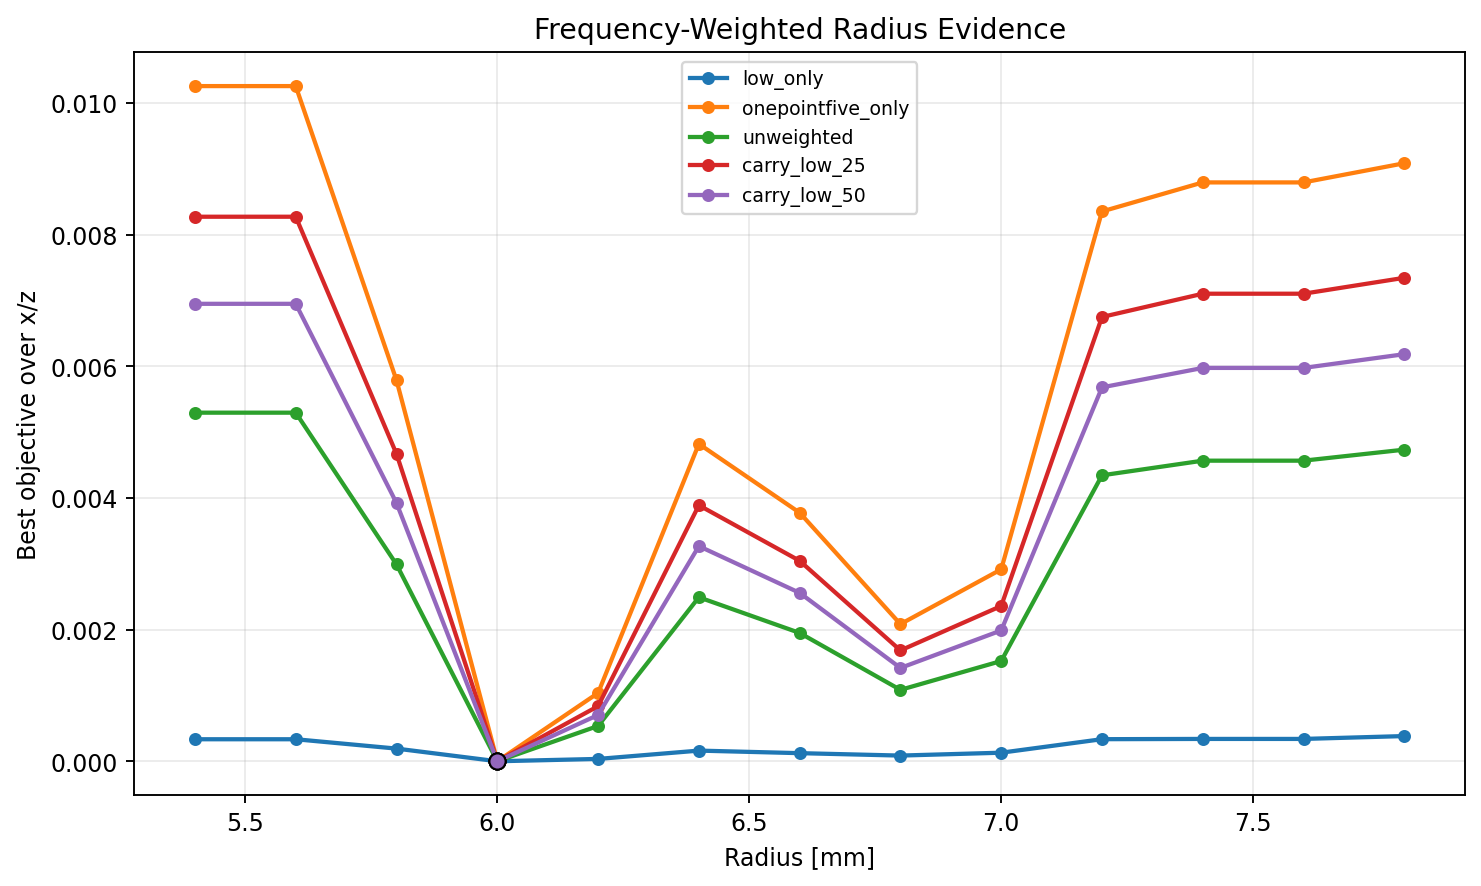 Frequency-Weighted Radius Evidence
low_only
onepointfive_only
unweighted
carry_low_25
carry_low_50
Best objective over x/z
0.010
0.008
0.006
0.004
0.002
0.000
5.5 6.0 6.5 7.0 7.5
Radius [mm]